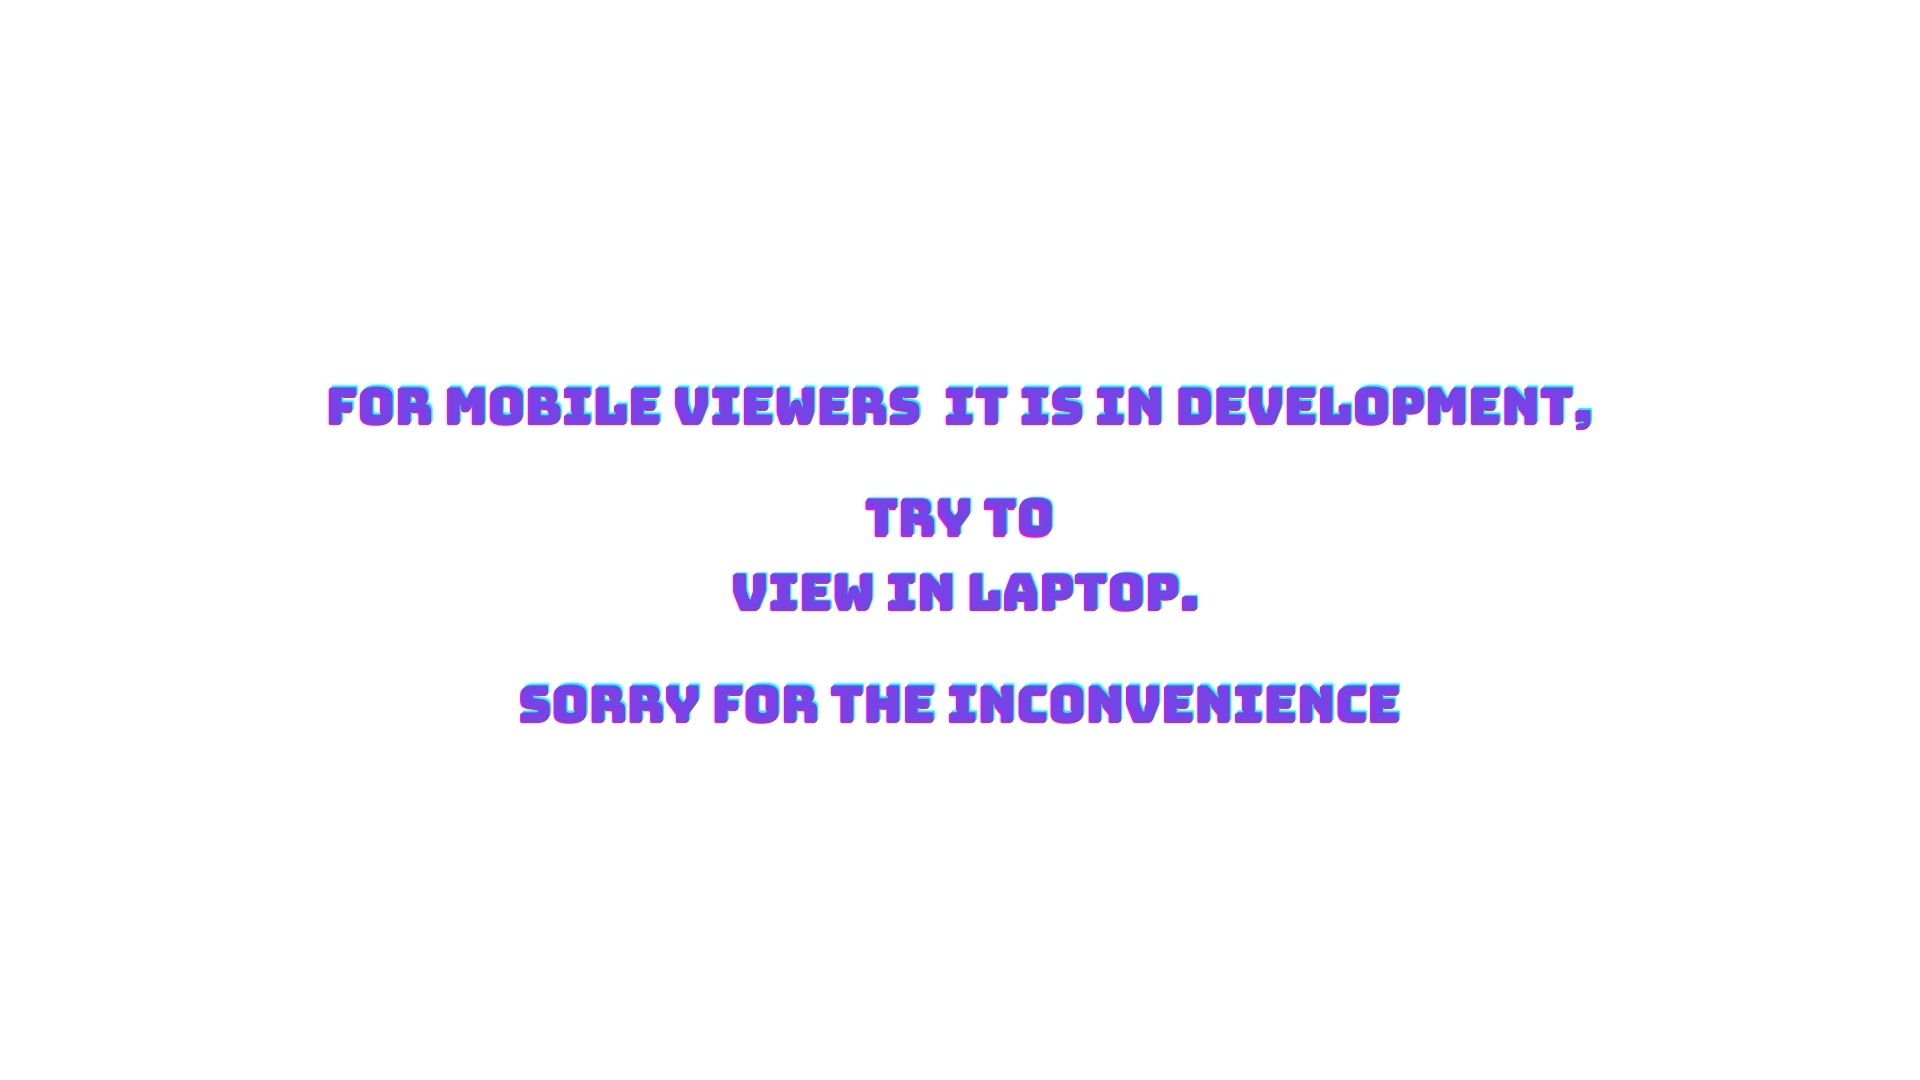 FOR MOBILE VIEWERS  IT IS IN DEVELOPMENT,
TRY TO
VIEW IN LAPTOP.
SORRY FOR THE INCONVENIENCE